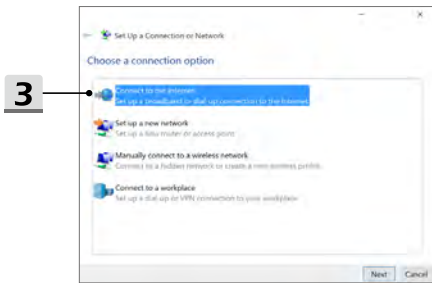 Set Up a Connection or Network
Choose a connection option
3
Connect to the Internet
Set up a broadband or dial-up connection to the Internet.
Set up a new network
Set up a new router or access point.
Manually connect to a wireless network
Connect to a hidden network or create a new wireless profile.
Connect to a workplace
Set up a dial-up or VPN connection to your workplace.
Next
Cancel